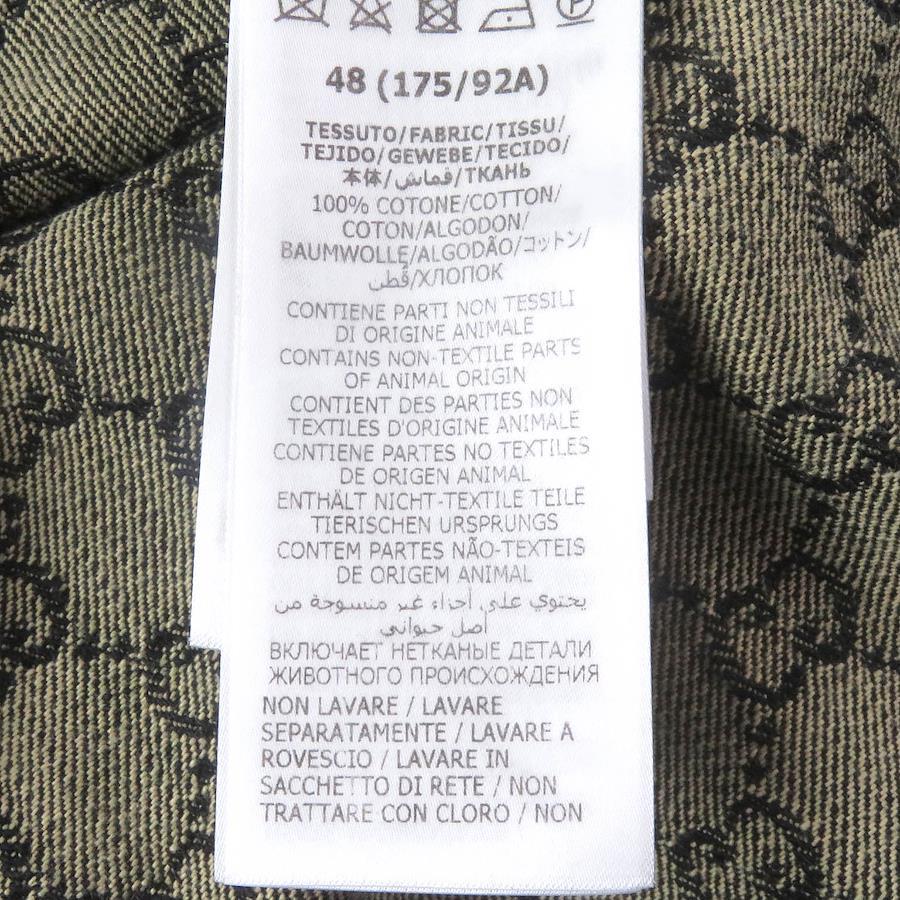 P
48 (175/92A)
TESSUTO/FABRIC/TISSU/
TEJIDO/GEWEBE/TECIDO/
本体/قماش/ТКАНЬ
100% COTONE/COTTON/
COTON/ALGODON/
BAUMWOLLE/ALGODÃO/コットン/
قطن/ХЛОПОК
CONTIENE PARTI NON TESSILI
DI ORIGINE ANIMALE
CONTAINS NON-TEXTILE PARTS
OF ANIMAL ORIGIN
CONTIENT DES PARTIES NON
TEXTILES D'ORIGINE ANIMALE
CONTIENE PARTES NO TEXTILES
DE ORIGEN ANIMAL
ENTHÄLT NICHT-TEXTILE TEILE
TIERISCHEN URSPRUNGS
CONTEM PARTES NÃO-TEXTEIS
DE ORIGEM ANIMAL
يحتوي على أجزاء غير منسوجة من
أصل حيواني
ВКЛЮЧАЕТ НЕТКАНЫЕ ДЕТАЛИ
ЖИВОТНОГО ПРОИСХОЖДЕНИЯ
NON LAVARE / LAVARE
SEPARATAMENTE / LAVARE A
ROVESCIO / LAVARE IN
SACCHETTO DI RETE / NON
TRATTARE CON CLORO / NON